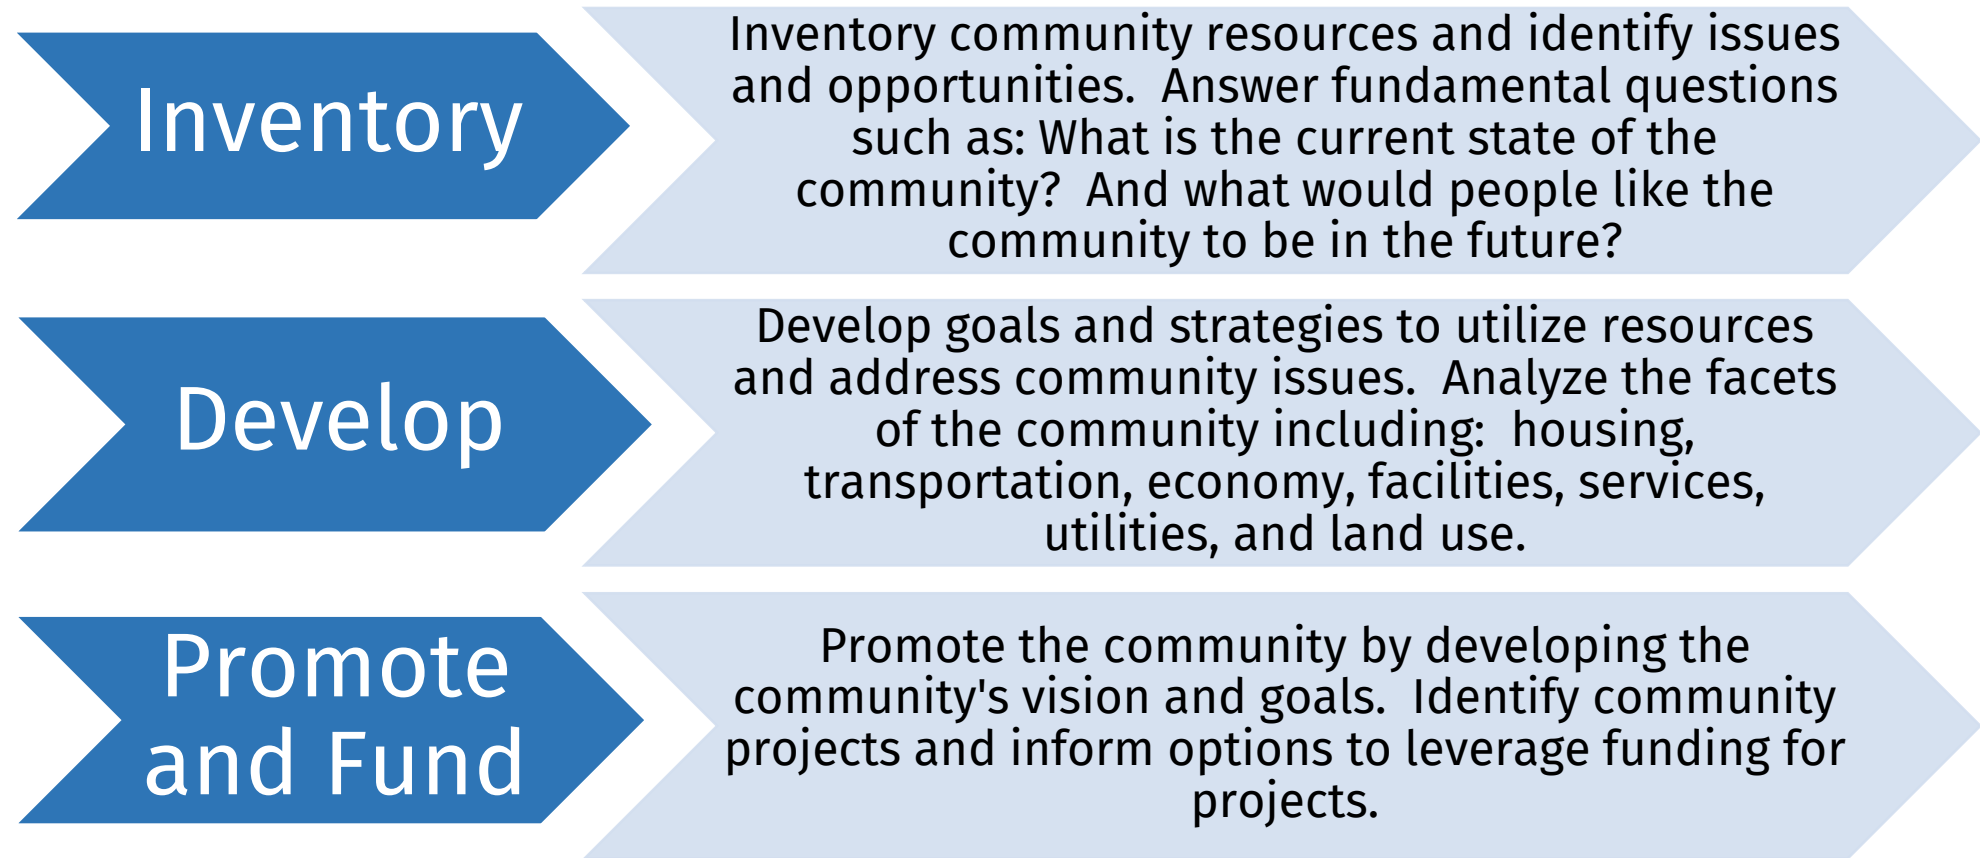 Inventory
Inventory community resources and identify issues
and opportunities.  Answer fundamental questions
such as: What is the current state of the
community?  And what would people like the
community to be in the future?
Develop
Develop goals and strategies to utilize resources
and address community issues.  Analyze the facets
of the community including:  housing,
transportation, economy, facilities, services,
utilities, and land use.
Promote
and Fund
Promote the community by developing the
community's vision and goals.  Identify community
projects and inform options to leverage funding for
projects.